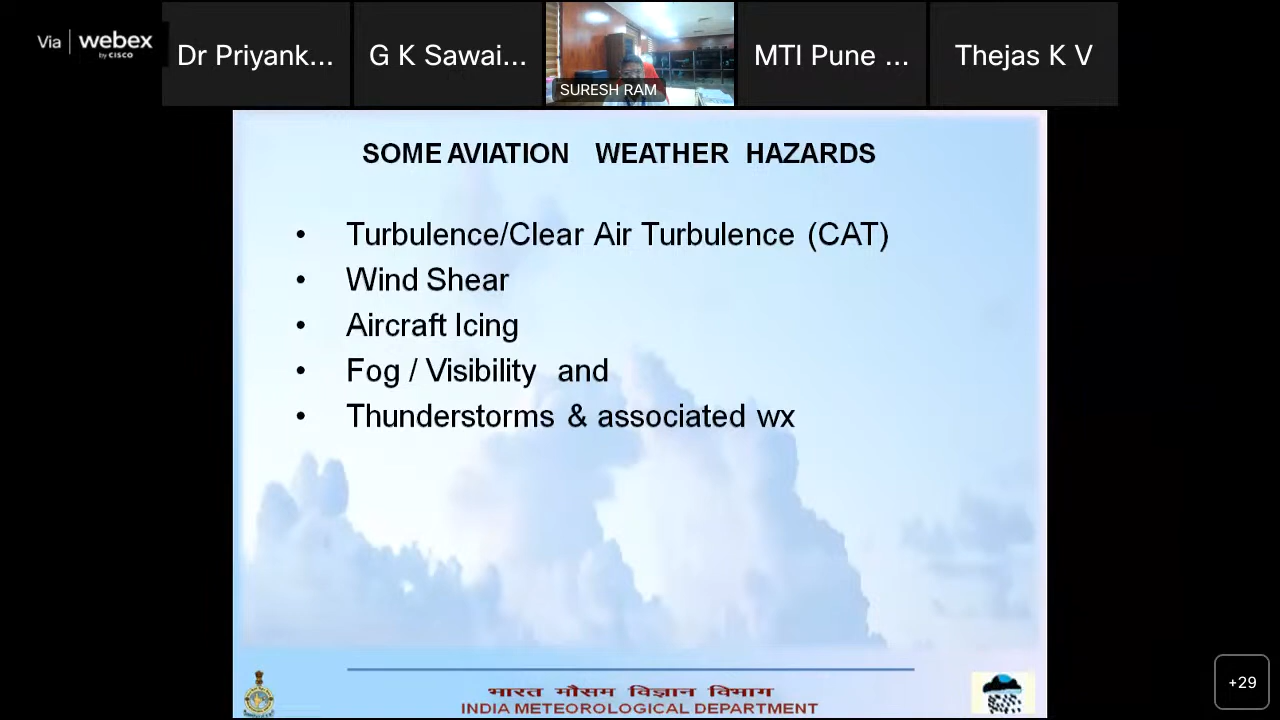 Via webex
by CISCO
Dr Priyank...
G K Sawai...
SURESH RAM
MTI Pune ...
Thejas K V
SOME AVIATION WEATHER HAZARDS
• Turbulence/Clear Air Turbulence (CAT)
• Wind Shear
• Aircraft Icing
• Fog / Visibility and
• Thunderstorms & associated wx
भारत मौसम विज्ञान विभाग
INDIA METEOROLOGICAL DEPARTMENT
+29